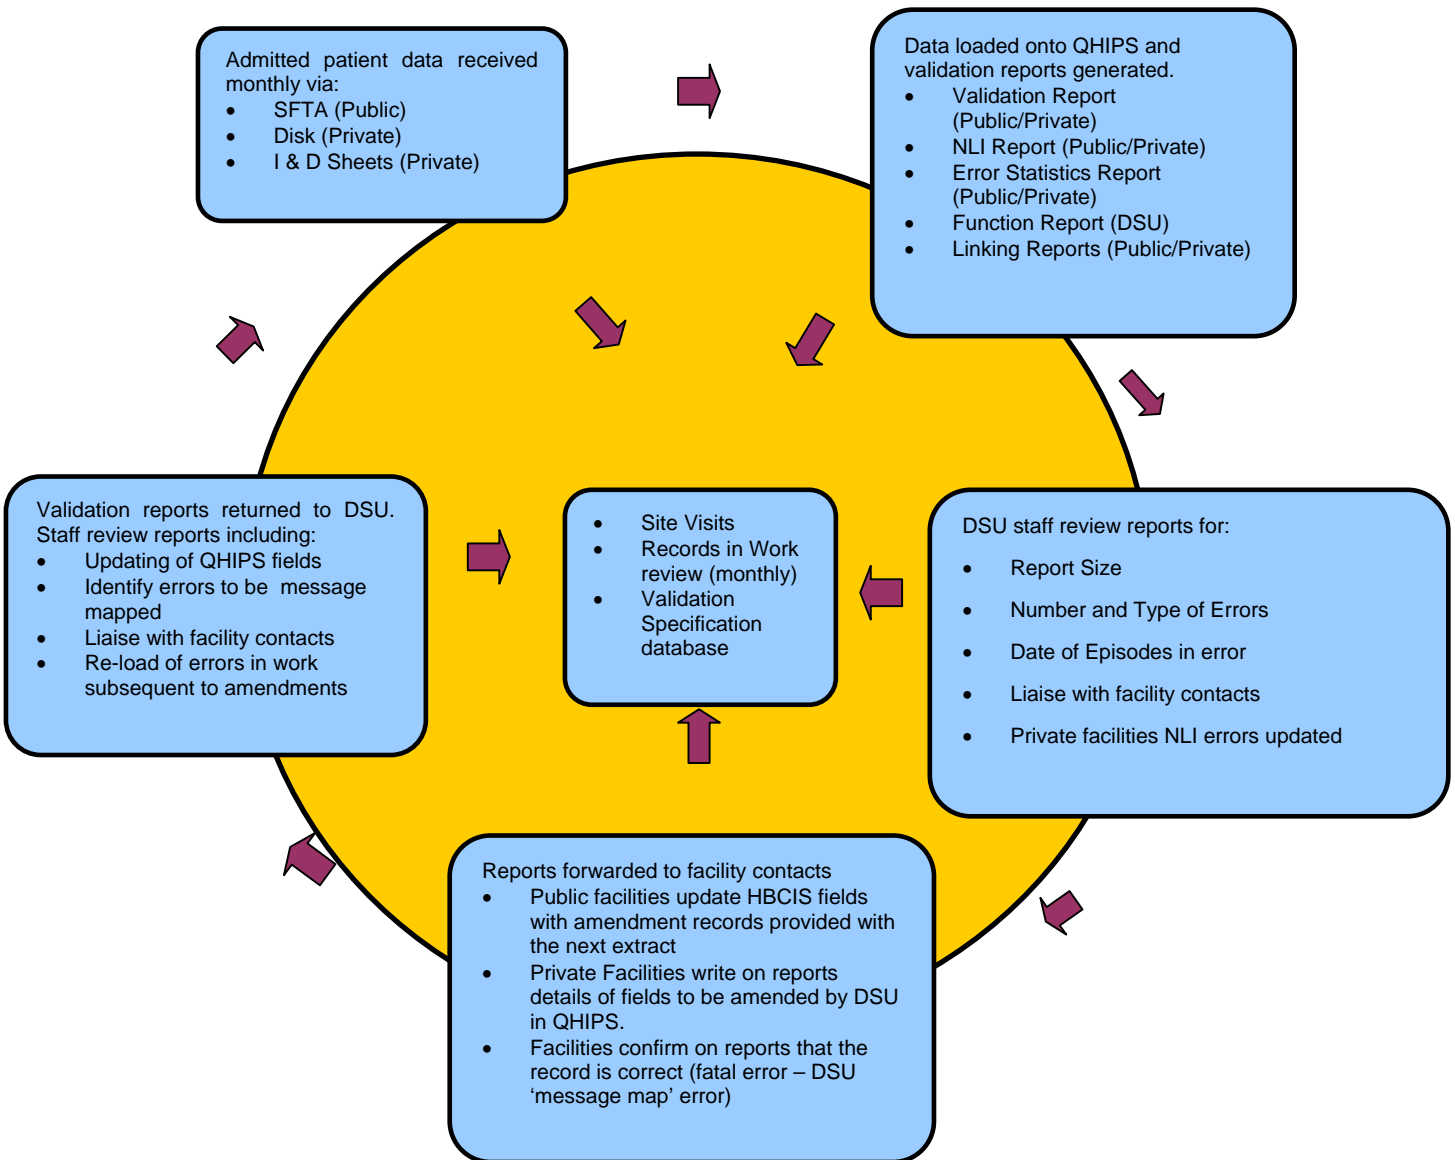 Admitted patient data received
monthly via:
• SFTA (Public)
• Disk (Private)
• I & D Sheets (Private)
Data loaded onto QHIPS and
validation reports generated.
• Validation Report
(Public/Private)
• NLI Report (Public/Private)
• Error Statistics Report
(Public/Private)
• Function Report (DSU)
• Linking Reports (Public/Private)
Validation reports returned to DSU.
Staff review reports including:
• Updating of QHIPS fields
• Identify errors to be message
mapped
• Liaise with facility contacts
• Re-load of errors in work
subsequent to amendments
• Site Visits
• Records in Work
review (monthly)
• Validation
Specification
database
DSU staff review reports for:
• Report Size
• Number and Type of Errors
• Date of Episodes in error
• Liaise with facility contacts
• Private facilities NLI errors updated
Reports forwarded to facility contacts
• Public facilities update HBCIS fields
with amendment records provided with
the next extract
• Private Facilities write on reports
details of fields to be amended by DSU
in QHIPS.
• Facilities confirm on reports that the
record is correct (fatal error – DSU
‘message map’ error)